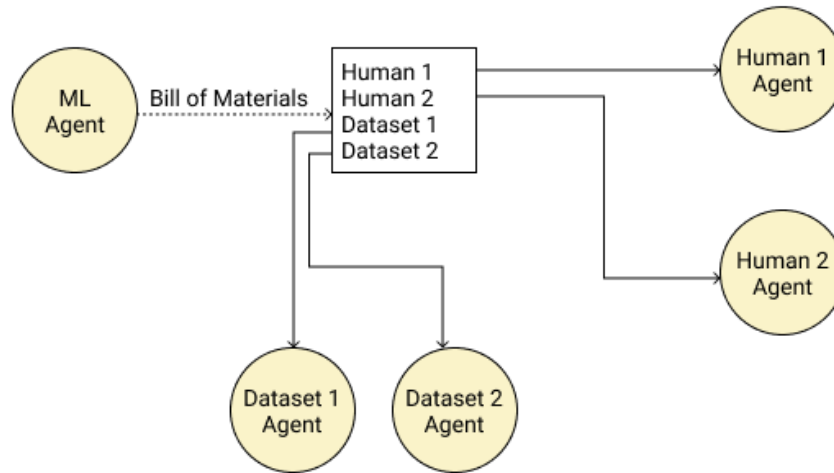 ML
Agent
Bill of Materials
Human 1
Human 2
Dataset 1
Dataset 2
Human 1
Agent
Human 2
Agent
Dataset 1
Agent
Dataset 2
Agent